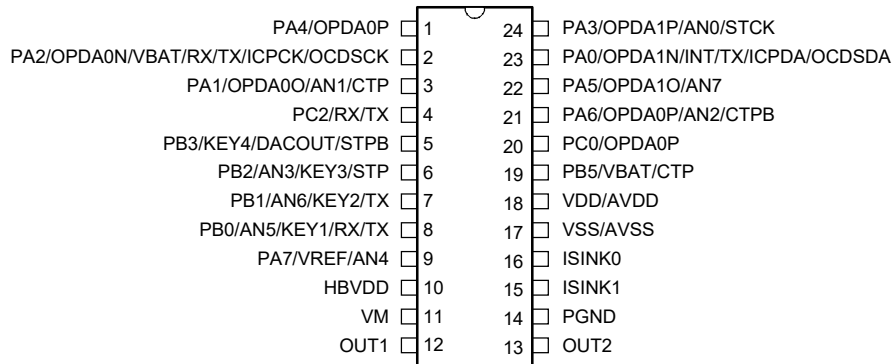 PA4/OPDA0P 1 24 PA3/OPDA1P/AN0/STCK
PA2/OPDA0N/VBAT/RX/TX/ICPCK/OCDSCK 2 23 PA0/OPDA1N/INT/TX/ICPDA/OCDSDA
PA1/OPDA0O/AN1/CTP 3 22 PA5/OPDA1O/AN7
PC2/RX/TX 4 21 PA6/OPDA0P/AN2/CTPB
PB3/KEY4/DACOUT/STPB 5 20 PC0/OPDA0P
PB2/AN3/KEY3/STP 6 19 PB5/VBAT/CTP
PB1/AN6/KEY2/TX 7 18 VDD/AVDD
PB0/AN5/KEY1/RX/TX 8 17 VSS/AVSS
PA7/VREF/AN4 9 16 ISINK0
HBVDD 10 15 ISINK1
VM 11 14 PGND
OUT1 12 13 OUT2